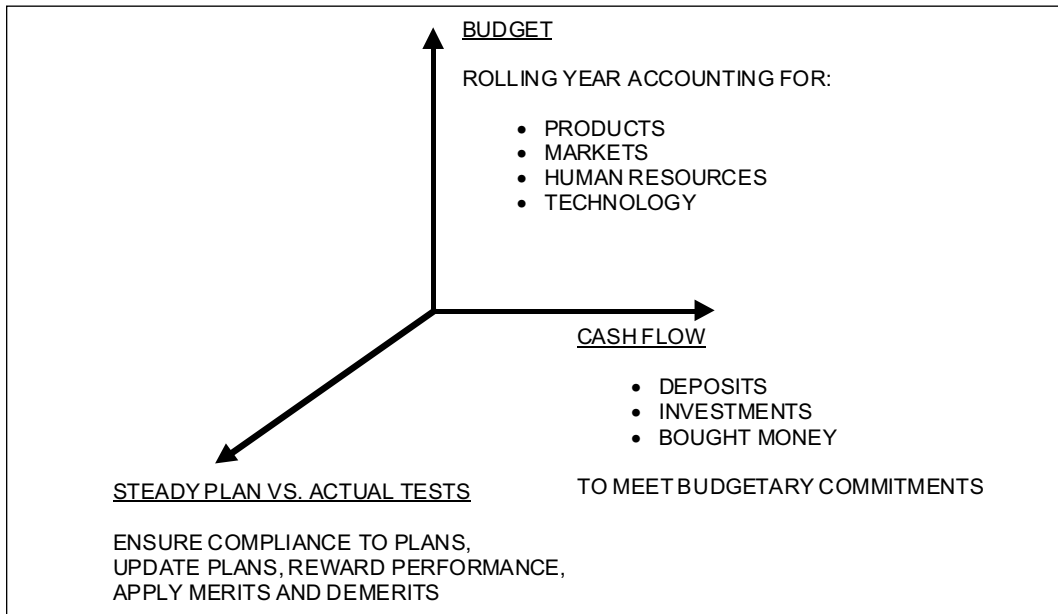 BUDGET
ROLLING YEAR ACCOUNTING FOR:
• PRODUCTS
• MARKETS
• HUMAN RESOURCES
• TECHNOLOGY
CASH FLOW
• DEPOSITS
• INVESTMENTS
• BOUGHT MONEY
TO MEET BUDGETARY COMMITMENTS
STEADY PLAN VS. ACTUAL TESTS
ENSURE COMPLIANCE TO PLANS,
UPDATE PLANS, REWARD PERFORMANCE,
APPLY MERITS AND DEMERITS